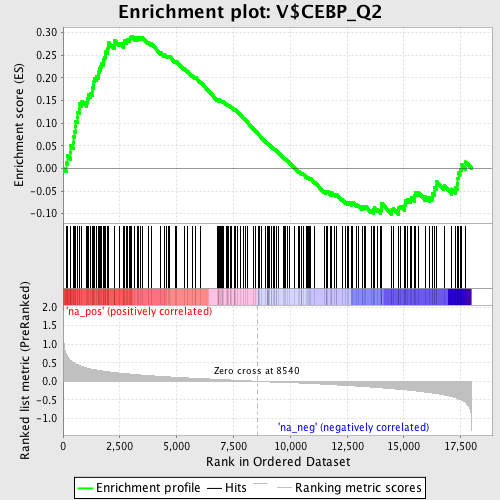 Enrichment plot: V$CEBP_Q2
Enrichment score (ES)
0.30
0.25
0.20
0.15
0.10
0.05
0.00
-0.05
-0.10
Ranked list metric (PreRanked)
2.0
1.5
1.0
0.5
0.0
-0.5
-1.0
'na_pos' (positively correlated)
Zero cross at 8540
'na_neg' (negatively correlated)
0
2,500
5,000
7,500
10,000
12,500
15,000
17,500
Rank in Ordered Dataset
Enrichment profile
Hits
Ranking metric scores